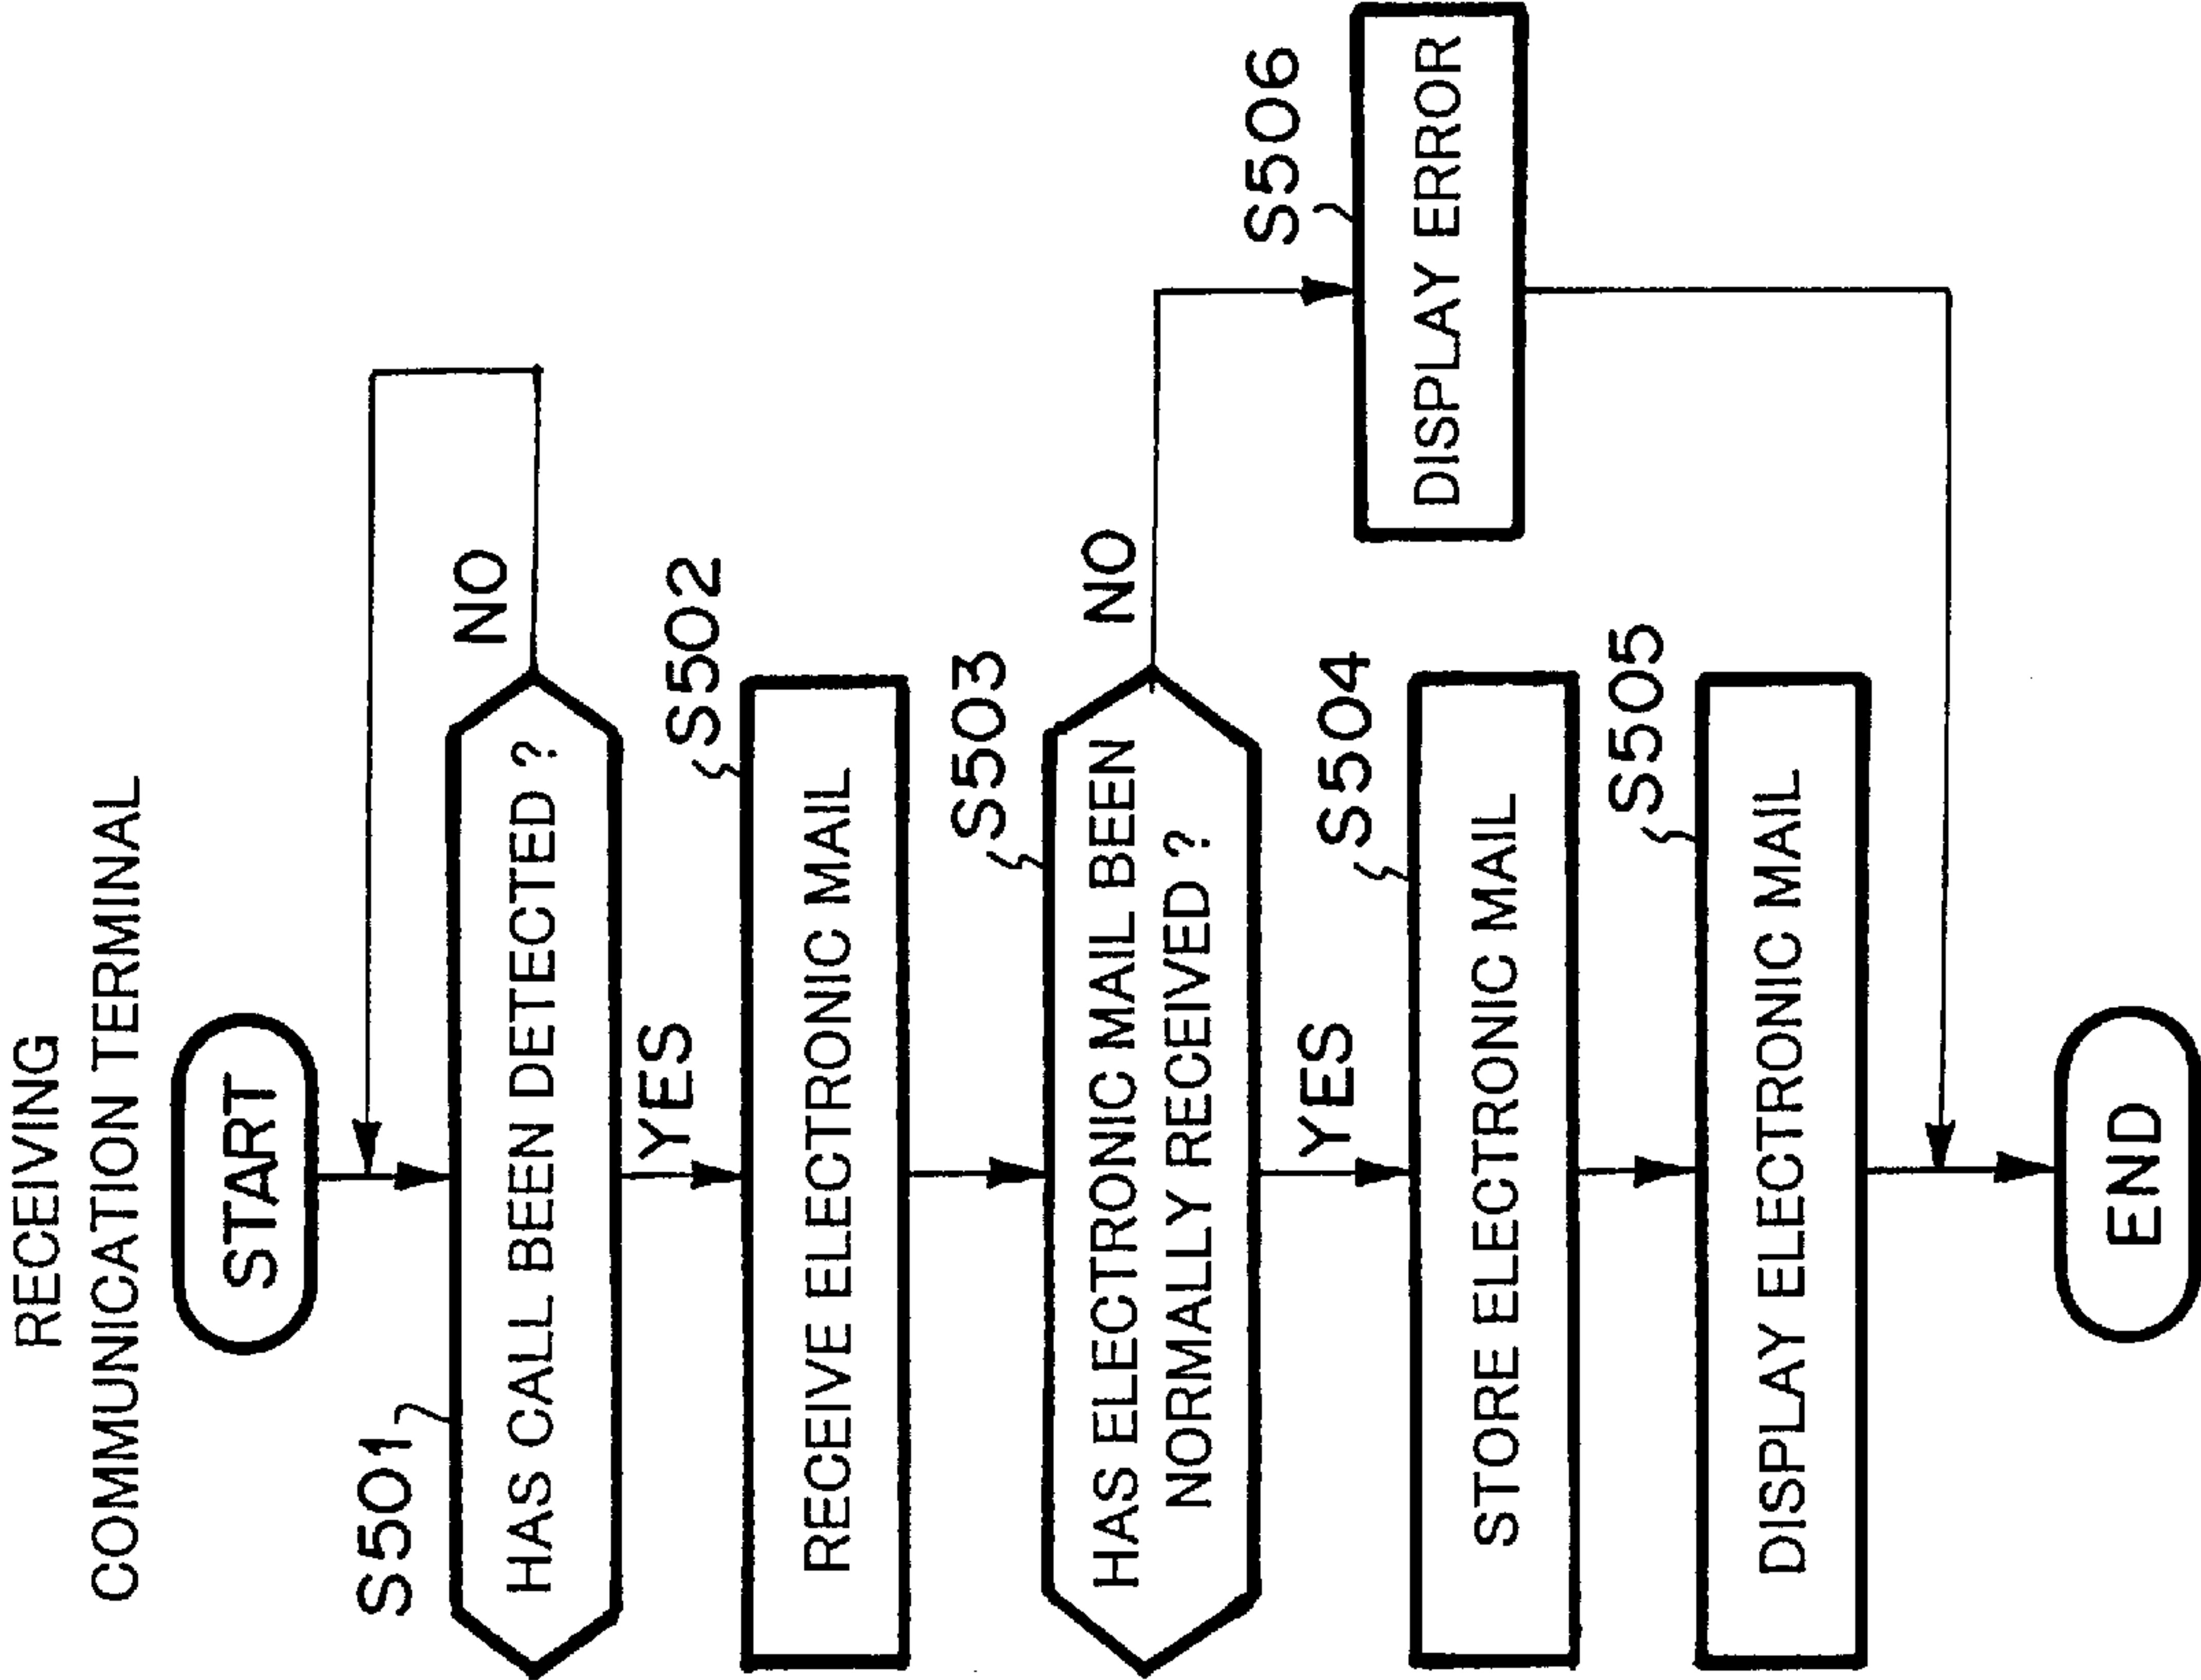 RECEIVING
COMMUNICATION TERMINAL
START
S501
HAS CALL BEEN DETECTED ?
NO
YES
S502
RECEIVE ELECTRONIC MAIL
S503
HAS ELECTRONIC MAIL BEEN
NORMALLY RECEIVED ?
NO
YES
S504
STORE ELECTRONIC MAIL
S506
DISPLAY ERROR
S505
DISPLAY ELECTRONIC MAIL
END